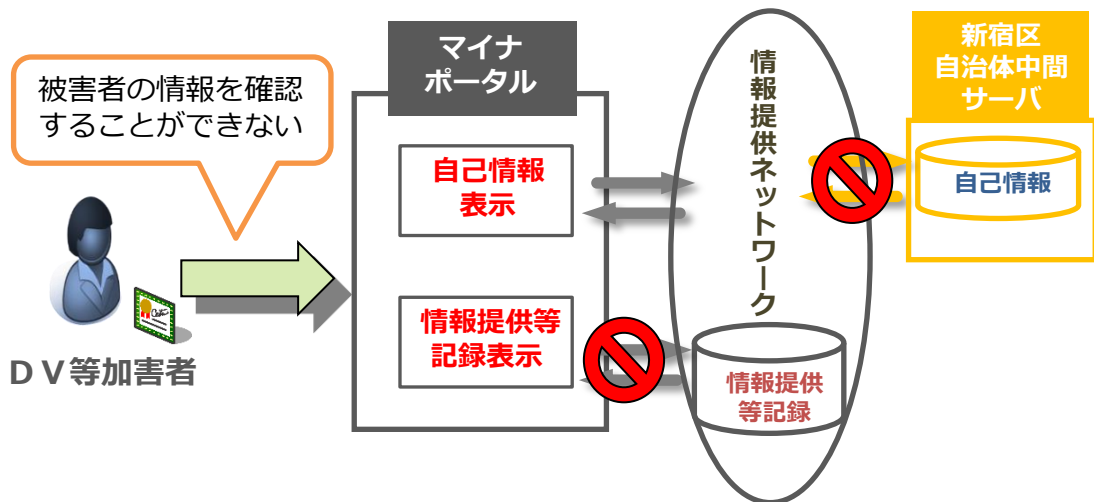 被害者の情報を確認
することができない
ＤＶ等加害者
マイナ
ポータル
自己情報
表示
情報提供等
記録表示
情報提供ネットワーク
情報提供
等記録
新宿区
自治体中間
サーバ
自己情報